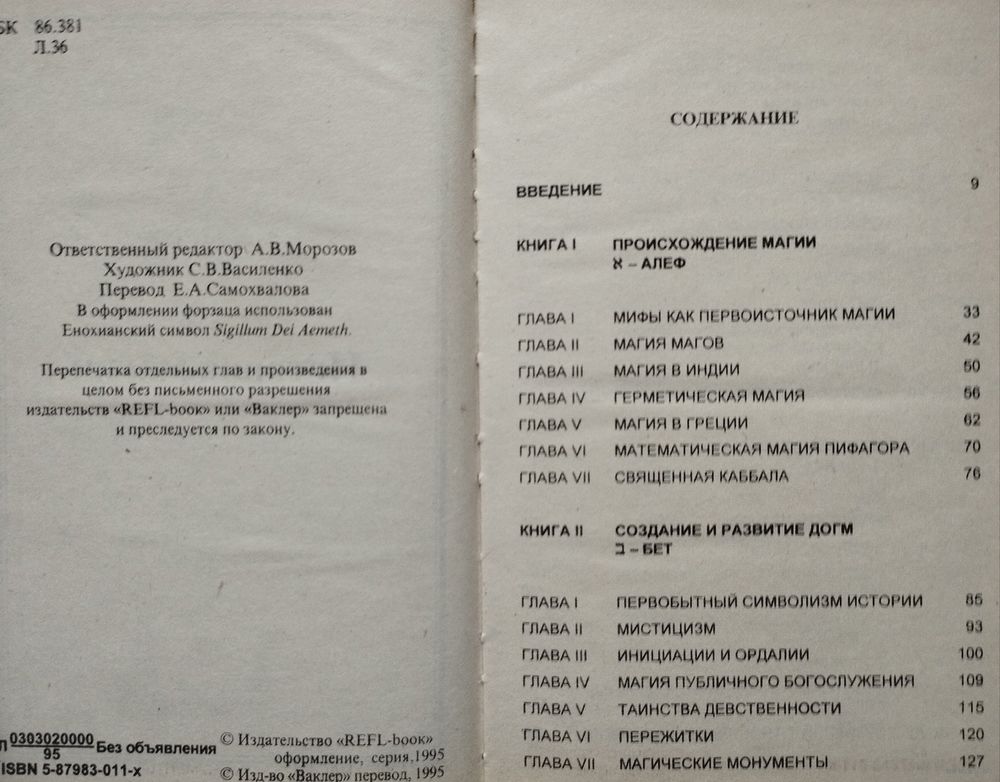 БК 86.381
Л.36
Ответственный редактор А.В.Морозов
Художник С.В.Василенко
Перевод Е.А.Самохвалова
В оформлении форзаца использован
Енохианский символ Sigillum Dei Aemeth.
Перепечатка отдельных глав и произведения в
целом без письменного разрешения
издательств «REFL-book» или «Ваклер» запрещена
и преследуется по закону.
Л 0303020000
95
Без объявления
ISBN 5-87983-011-х
© Издательство «REFL-book»
оформление, серия.1995
© Изд-во «Ваклер» перевод, 1995
СОДЕРЖАНИЕ
ВВЕДЕНИЕ 9
КНИГА I ПРОИСХОЖДЕНИЕ МАГИИ
א – АЛЕФ
ГЛАВА I МИФЫ КАК ПЕРВОИСТОЧНИК МАГИИ 33
ГЛАВА II МАГИЯ МАГОВ 42
ГЛАВА III МАГИЯ В ИНДИИ 50
ГЛАВА IV ГЕРМЕТИЧЕСКАЯ МАГИЯ 56
ГЛАВА V МАГИЯ В ГРЕЦИИ 62
ГЛАВА VI МАТЕМАТИЧЕСКАЯ МАГИЯ ПИФАГОРА 70
ГЛАВА VII СВЯЩЕННАЯ КАББАЛА 76
КНИГА II СОЗДАНИЕ И РАЗВИТИЕ ДОГМ
ב – БЕТ
ГЛАВА I ПЕРВОБЫТНЫЙ СИМВОЛИЗМ ИСТОРИИ 85
ГЛАВА II МИСТИЦИЗМ 93
ГЛАВА III ИНИЦИАЦИИ И ОРДАЛИИ 100
ГЛАВА IV МАГИЯ ПУБЛИЧНОГО БОГОСЛУЖЕНИЯ 109
ГЛАВА V ТАИНСТВА ДЕВСТВЕННОСТИ 115
ГЛАВА VI ПЕРЕЖИТКИ 120
ГЛАВА VII МАГИЧЕСКИЕ МОНУМЕНТЫ 127